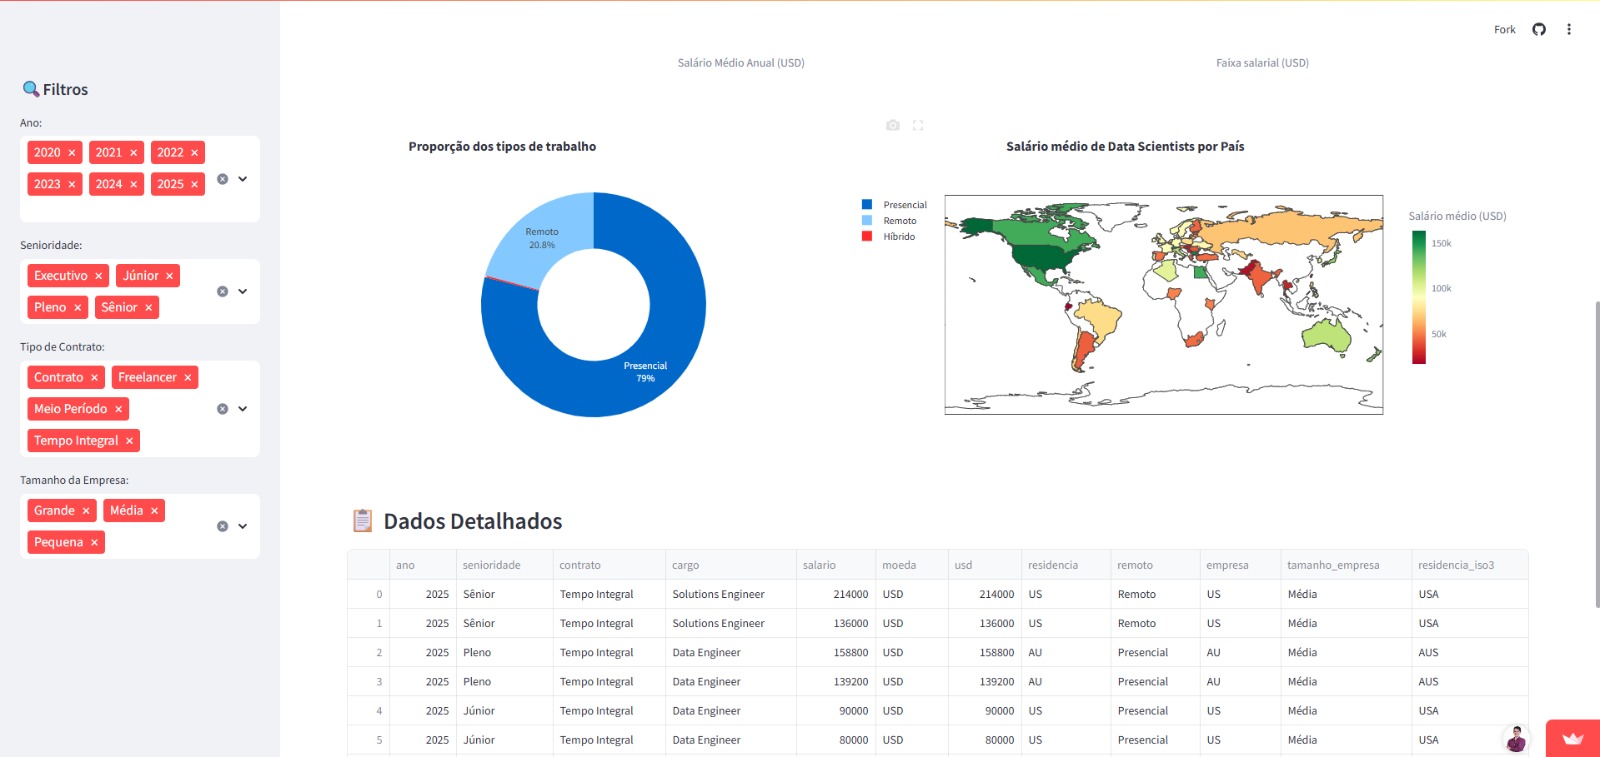 Fork
Filtros
Ano:
2020 × 2021 × 2022 ×
2023 × 2024 × 2025 ×
Senioridade:
Executivo × Júnior ×
Pleno × Sênior ×
Tipo de Contrato:
Contrato × Freelancer ×
Meio Período ×
Tempo Integral ×
Tamanho da Empresa:
Grande × Média ×
Pequena ×
Salário Médio Anual (USD)
Faixa salarial (USD)
Proporção dos tipos de trabalho
Remoto
20.8%
Presencial
79%
Presencial
Remoto
Híbrido
Salário médio de Data Scientists por País
Salário médio (USD)
150k
100k
50k
Dados Detalhados
ano senioridade contrato cargo salario moeda usd residencia remoto empresa tamanho_empresa residencia_iso3
0 2025 Sênior Tempo Integral Solutions Engineer 214000 USD 214000 US Remoto US Média USA
1 2025 Sênior Tempo Integral Solutions Engineer 136000 USD 136000 US Remoto US Média USA
2 2025 Pleno Tempo Integral Data Engineer 158800 USD 158800 AU Presencial AU Média AUS
3 2025 Pleno Tempo Integral Data Engineer 139200 USD 139200 AU Presencial AU Média AUS
4 2025 Júnior Tempo Integral Data Engineer 90000 USD 90000 US Presencial US Média USA
5 2025 Júnior Tempo Integral Data Engineer 80000 USD 80000 US Presencial US Média USA